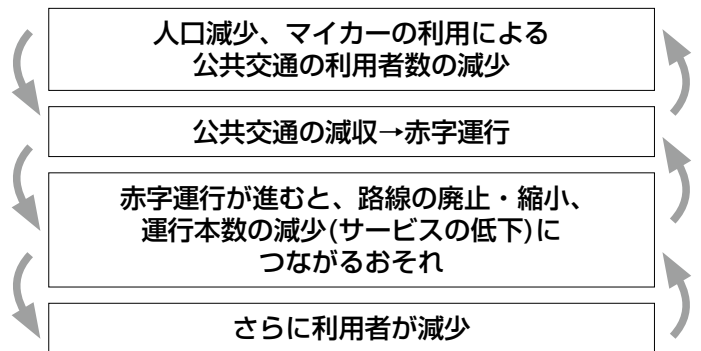 人口減少、マイカーの利用による
公共交通の利用者数の減少
公共交通の減収→赤字運行
赤字運行が進むと、路線の廃止・縮小、
運行本数の減少(サービスの低下)に
つながるおそれ
さらに利用者が減少